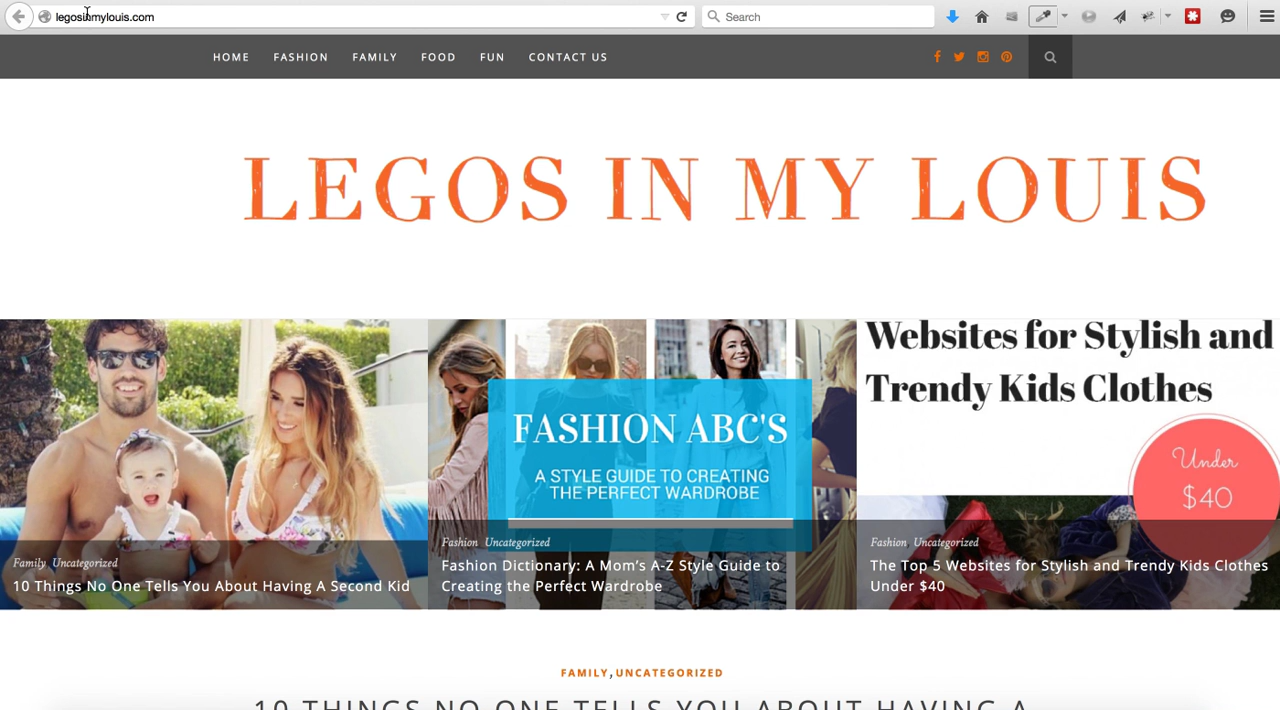 legosinmylouis.com
Search
HOME FASHION FAMILY FOOD FUN CONTACT US
LEGOS IN MY LOUIS
Family Uncategorized
10 Things No One Tells You About Having A Second Kid
FASHION ABC'S
A STYLE GUIDE TO CREATING
THE PERFECT WARDROBE
Fashion Uncategorized
Fashion Dictionary: A Mom's A-Z Style Guide to
Creating the Perfect Wardrobe
Websites for Stylish and
Trendy Kids Clothes
Under
$40
Fashion Uncategorized
The Top 5 Websites for Stylish and Trendy Kids Clothes
Under $40
FAMILY, UNCATEGORIZED
10 THINGS NO ONE TELLS YOU ABOUT HAVING A